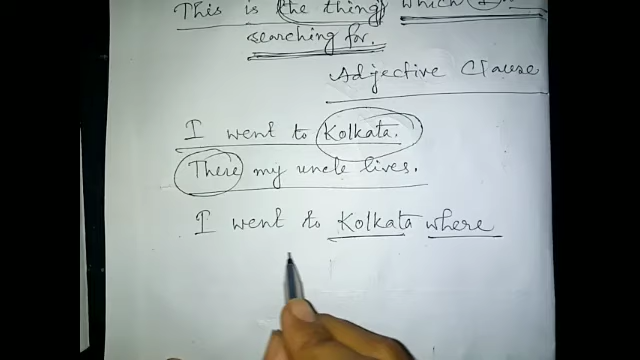 This is the thing which I
searching for.
Adjective Clause
I went to Kolkata.
There my uncle lives.
I went to Kolkata where